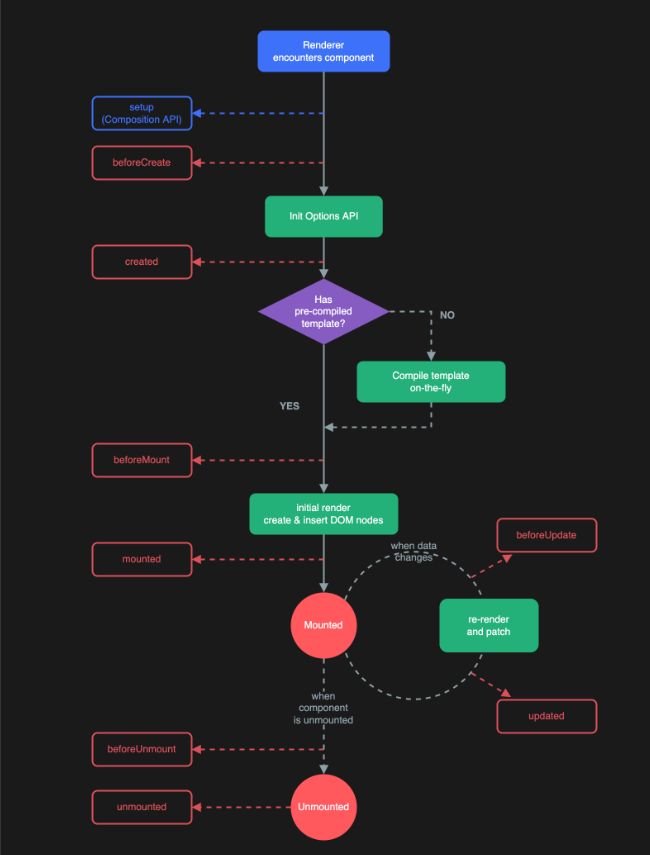 Renderer
encounters component
setup
(Composition API)
beforeCreate
Init Options API
created
Has
pre-compiled
template?
NO
Compile template
on-the-fly
YES
beforeMount
initial render
create & insert DOM nodes
mounted
when data
changes
beforeUpdate
Mounted
re-render
and patch
updated
when
component
is unmounted
beforeUnmount
Unmounted
unmounted